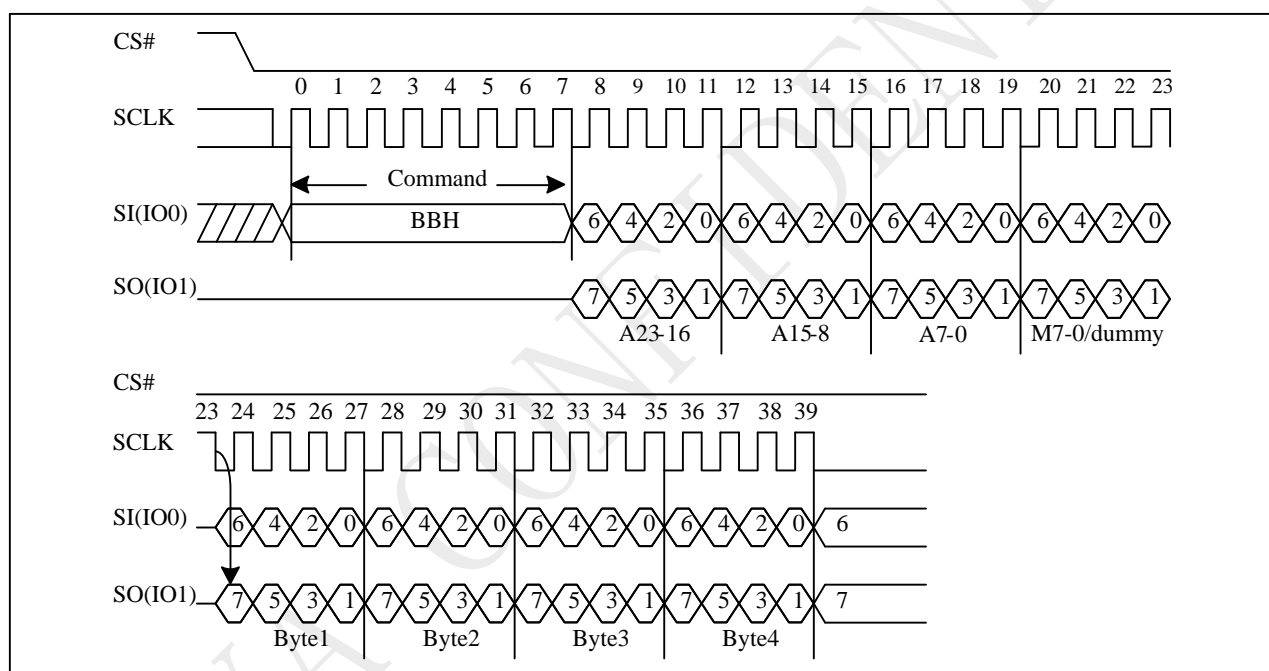 CS#
0 1 2 3 4 5 6 7 8 9 10 11 12 13 14 15 16 17 18 19 20 21 22 23
SCLK
Command
SI(IO0) BBH 6 4 2 0 6 4 2 0 6 4 2 0 6 4 2 0
SO(IO1) 7 5 3 1 7 5 3 1 7 5 3 1 7 5 3 1
A23-16 A15-8 A7-0 M7-0/dummy
CS#
23 24 25 26 27 28 29 30 31 32 33 34 35 36 37 38 39
SCLK
SI(IO0) 6 4 2 0 6 4 2 0 6 4 2 0 6 4 2 0 6
SO(IO1) 7 5 3 1 7 5 3 1 7 5 3 1 7 5 3 1 7
Byte1 Byte2 Byte3 Byte4